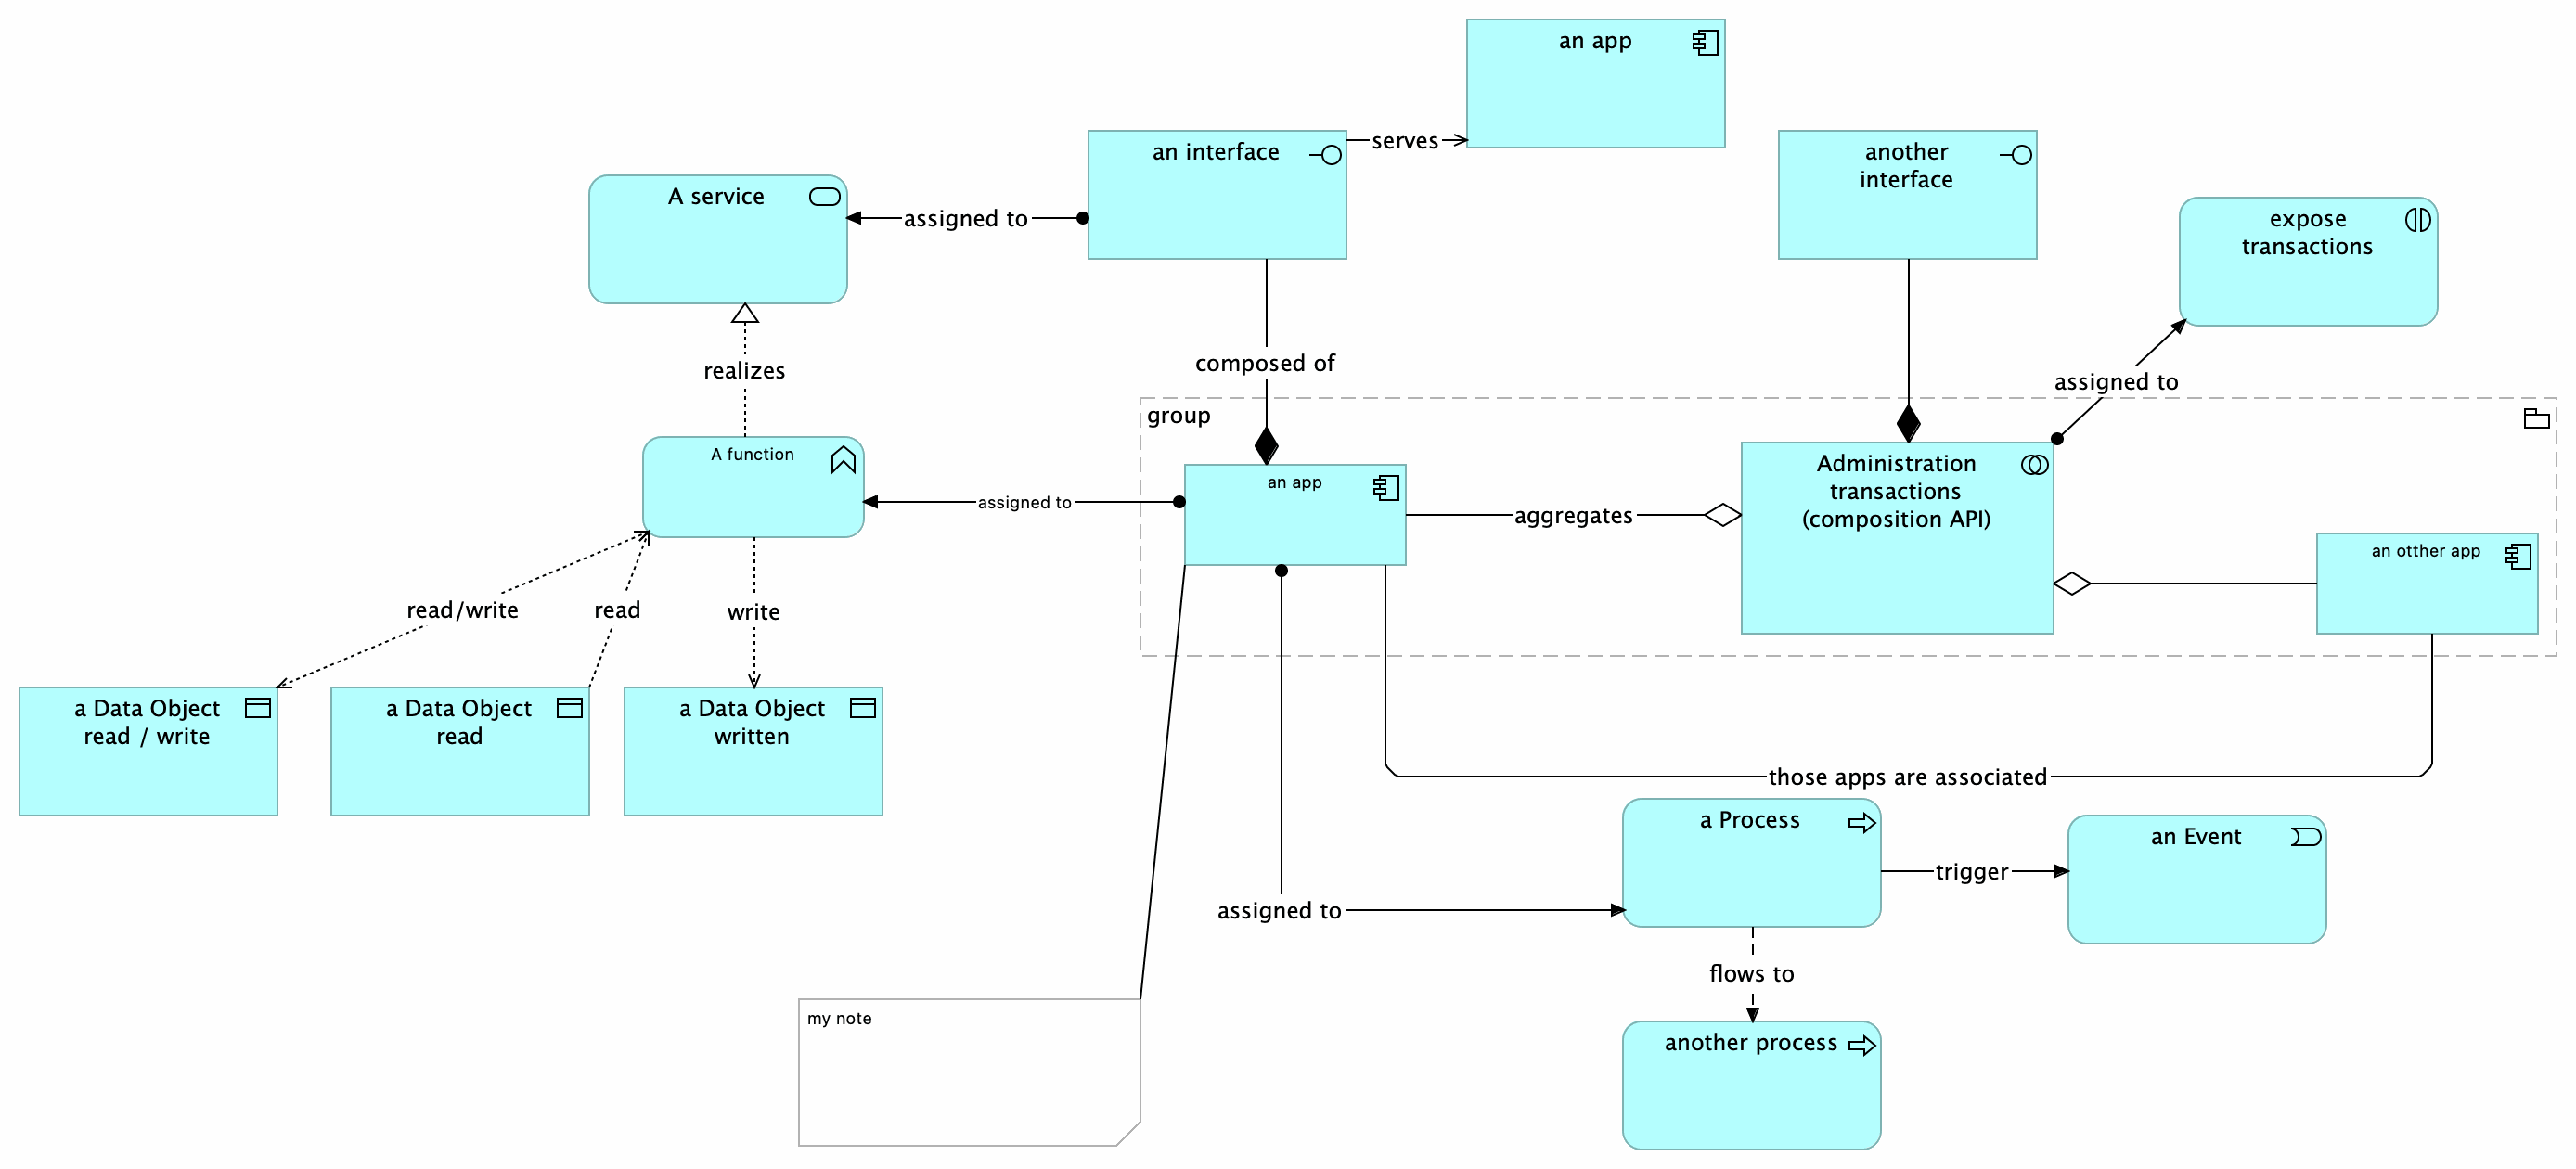 an app
an interface
serves
another
interface
A service
assigned to
expose
transactions
composed of
realizes
assigned to
group
A function
an app
assigned to
aggregates
Administration
transactions
(composition API)
an otther app
read/write
read
write
a Data Object
read / write
a Data Object
read
a Data Object
written
those apps are associated
a Process
an Event
trigger
assigned to
flows to
my note
another process